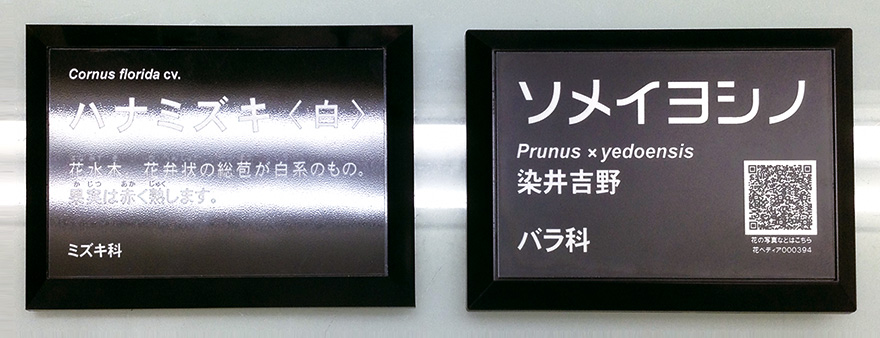 Cornus florida cv.
ハナミズキ〈白〉
花水木。花弁状の総苞が白系のもの。
果実は赤く熟します。
かじつ あか じゅく
ミズキ科
ソメイヨシノ
Prunus × yedoensis
染井吉野
バラ科
花の写真などはこちら
花ペディア000394